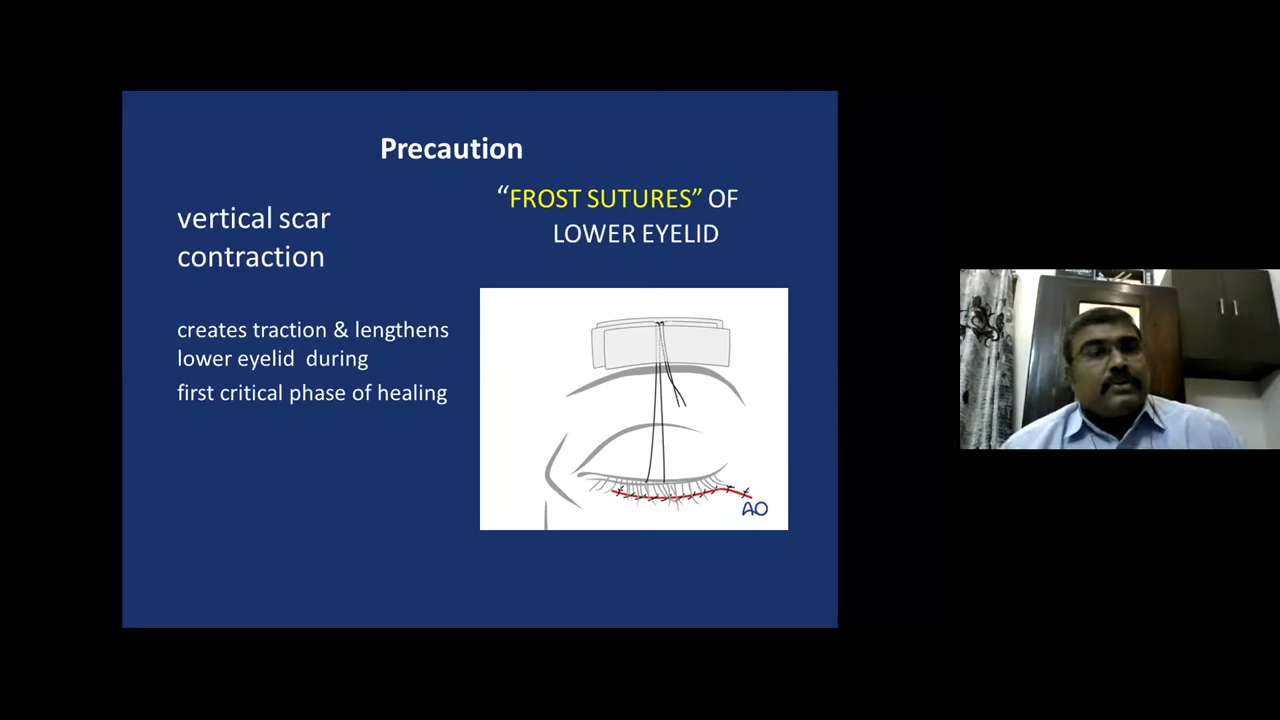 Precaution
vertical scar
contraction
creates traction & lengthens
lower eyelid during
first critical phase of healing
“FROST SUTURES” OF
LOWER EYELID
AO